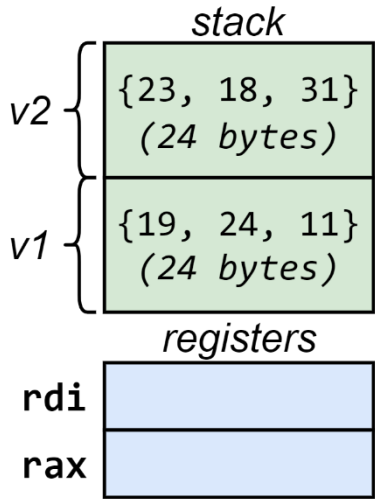 stack
v2
{23, 18, 31}
(24 bytes)
v1
{19, 24, 11}
(24 bytes)
registers
rdi
rax